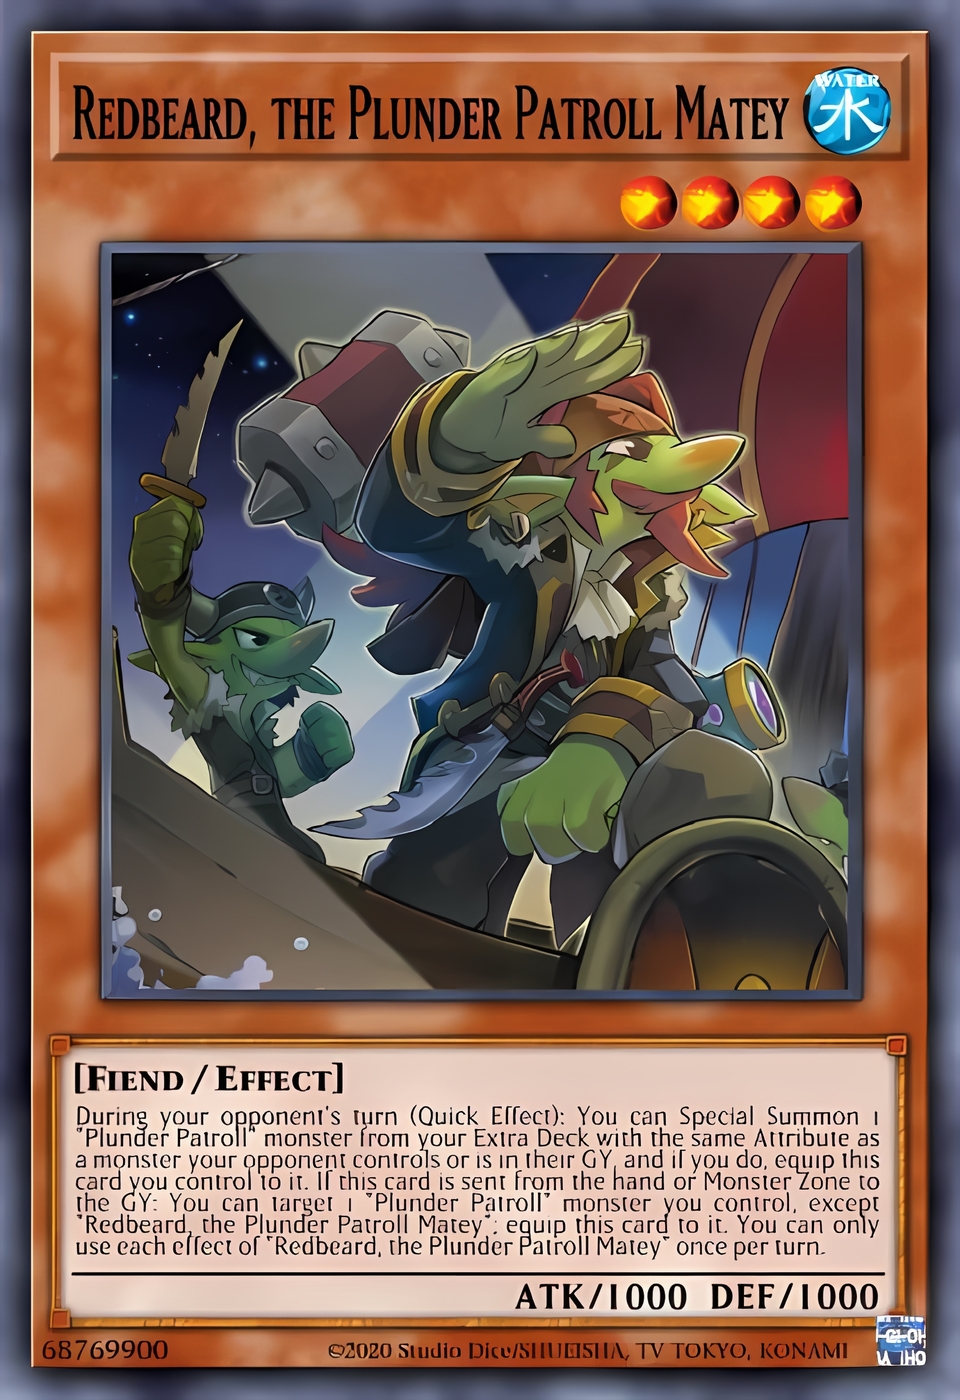 REDBEARD, THE PLUNDER PATROLL MATEY
WATER
水
[FIEND / EFFECT]
During your opponent's turn (Quick Effect): You can Special Summon 1
"Plunder Patroll" monster from your Extra Deck with the same Attribute as
a monster your opponent controls or is in their GY, and if you do, equip this
card you control to it. If this card is sent from the hand or Monster Zone to
the GY: You can target 1 "Plunder Patroll" monster you control, except
"Redbeard, the Plunder Patroll Matey"; equip this card to it. You can only
use each effect of "Redbeard, the Plunder Patroll Matey" once per turn.
ATK/1000 DEF/1000
68769900
©2020 Studio Dice/SHUEISHA, TV TOKYO, KONAMI